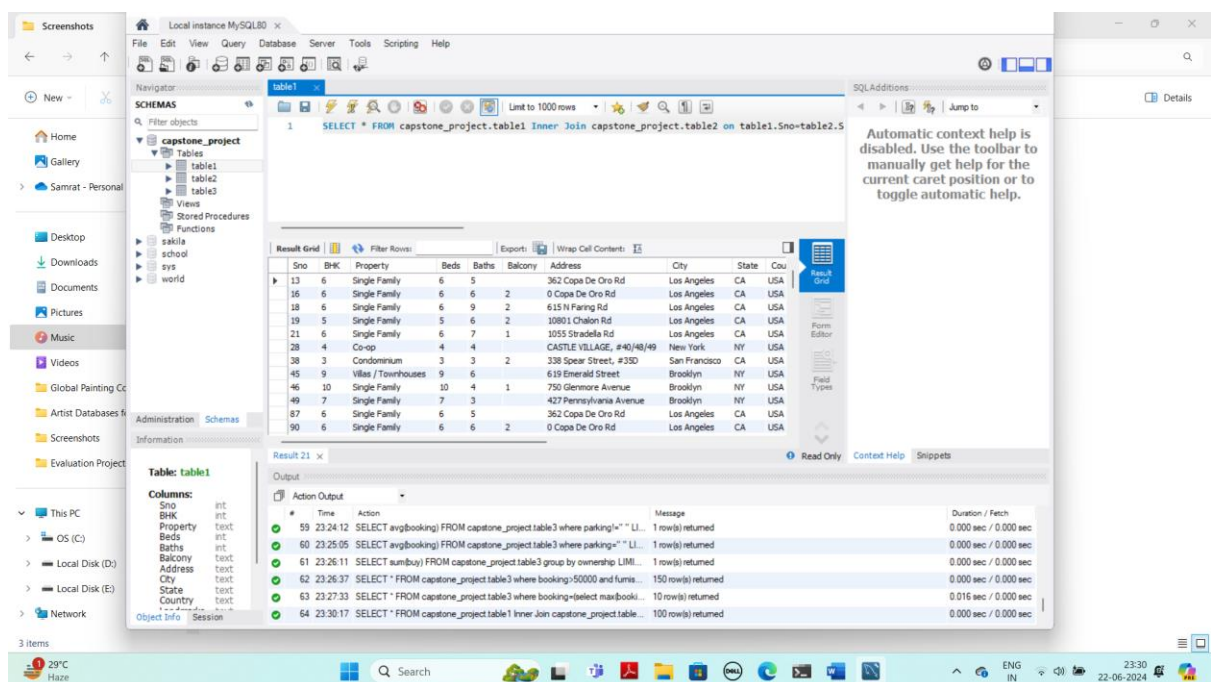 Screenshots
Local instance MySQL80 ×
File Edit View Query Database Server Tools Scripting Help
New
Details
Navigator
SCHEMAS
Filter objects
capstone_project
Tables
table1
table2
table3
Views
Stored Procedures
Functions
sakila
school
sys
world
Administration Schemas
Information
Table: table1
Columns:
Sno int
BHK int
Property text
Beds int
Baths int
Balcony text
Address text
City text
State text
Country text
Object Info Session
Home
Gallery
Samrat - Personal
Desktop
Downloads
Documents
Pictures
Music
Videos
Global Painting Cc
Artist Databases f
Screenshots
Evaluation Project
This PC
OS (C:)
Local Disk (D:)
Local Disk (E:)
Network
3 items
table1 ×
Limit to 1000 rows
1 SELECT * FROM capstone_project.table1 Inner Join capstone_project.table2 on table1.Sno=table2.S
Result Grid Filter Rows: Export: Wrap Cell Content:
Sno BHK Property Beds Baths Balcony Address City State Cou
13 6 Single Family 6 5 362 Copa De Oro Rd Los Angeles CA USA
16 6 Single Family 6 6 2 0 Copa De Oro Rd Los Angeles CA USA
18 6 Single Family 6 9 2 615 N Faring Rd Los Angeles CA USA
19 5 Single Family 5 6 2 10801 Chalon Rd Los Angeles CA USA
21 6 Single Family 6 7 1 1055 Stradella Rd Los Angeles CA USA
28 4 Co-op 4 4 CASTLE VILLAGE, #40/48/49 New York NY USA
38 3 Condominium 3 3 2 338 Spear Street, #35D San Francisco CA USA
45 9 Villas / Townhouses 9 6 619 Emerald Street Brooklyn NY USA
46 10 Single Family 10 4 1 750 Glenmore Avenue Brooklyn NY USA
49 7 Single Family 7 3 427 Pennsylvania Avenue Brooklyn NY USA
87 6 Single Family 6 5 362 Copa De Oro Rd Los Angeles CA USA
90 6 Single Family 6 6 2 0 Copa De Oro Rd Los Angeles CA USA
Result Grid
Form Editor
Field Types
Result 21 ×
Read Only
SQLAdditions
Jump to
Automatic context help is
disabled. Use the toolbar to
manually get help for the
current caret position or to
toggle automatic help.
Context Help Snippets
Output
Action Output
# Time Action Message Duration / Fetch
59 23:24:12 SELECT avg(booking) FROM capstone_project.table3 where parking!=" " LI... 1 row(s) returned 0.000 sec / 0.000 sec
60 23:25:05 SELECT avg(booking) FROM capstone_project.table3 where parking=" " LI... 1 row(s) returned 0.000 sec / 0.000 sec
61 23:26:11 SELECT sum(buy) FROM capstone_project.table3 group by ownership LIMI... 1 row(s) returned 0.000 sec / 0.000 sec
62 23:26:37 SELECT * FROM capstone_project.table3 where booking>50000 and furnis... 150 row(s) returned 0.000 sec / 0.000 sec
63 23:27:33 SELECT * FROM capstone_project.table3 where booking=(select max(booki... 10 row(s) returned 0.016 sec / 0.000 sec
64 23:30:17 SELECT * FROM capstone_project.table1 Inner Join capstone_project.table... 100 row(s) returned 0.000 sec / 0.000 sec
29°C
Haze
Search
ENG
IN
23:30
22-06-2024